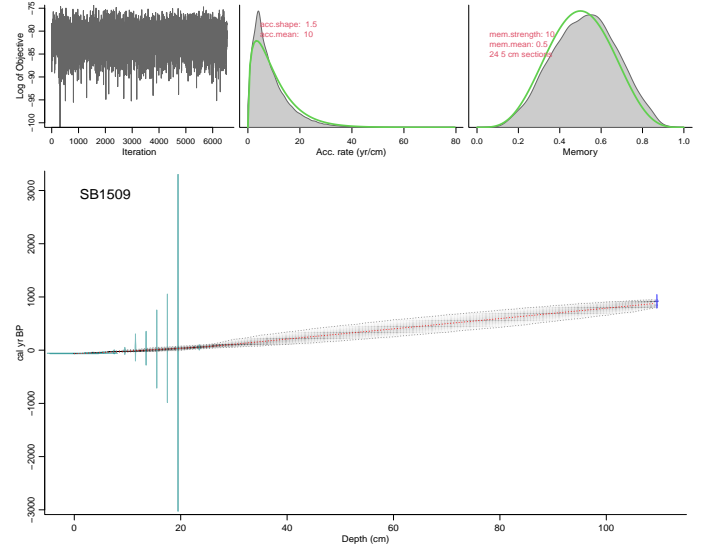 −100 −95 −90 −85 −80 −75
Log of Objective
0 1000 2000 3000 4000 5000 6000
Iteration
acc.shape: 1.5
acc.mean: 10
0 20 40 60 80
Acc. rate (yr/cm)
mem.strength: 10
mem.mean: 0.5
24 5 cm sections
0.0 0.2 0.4 0.6 0.8 1.0
Memory
SB1509
−3000 −2000 −1000 0 1000 2000 3000
cal yr BP
0 20 40 60 80 100
Depth (cm)